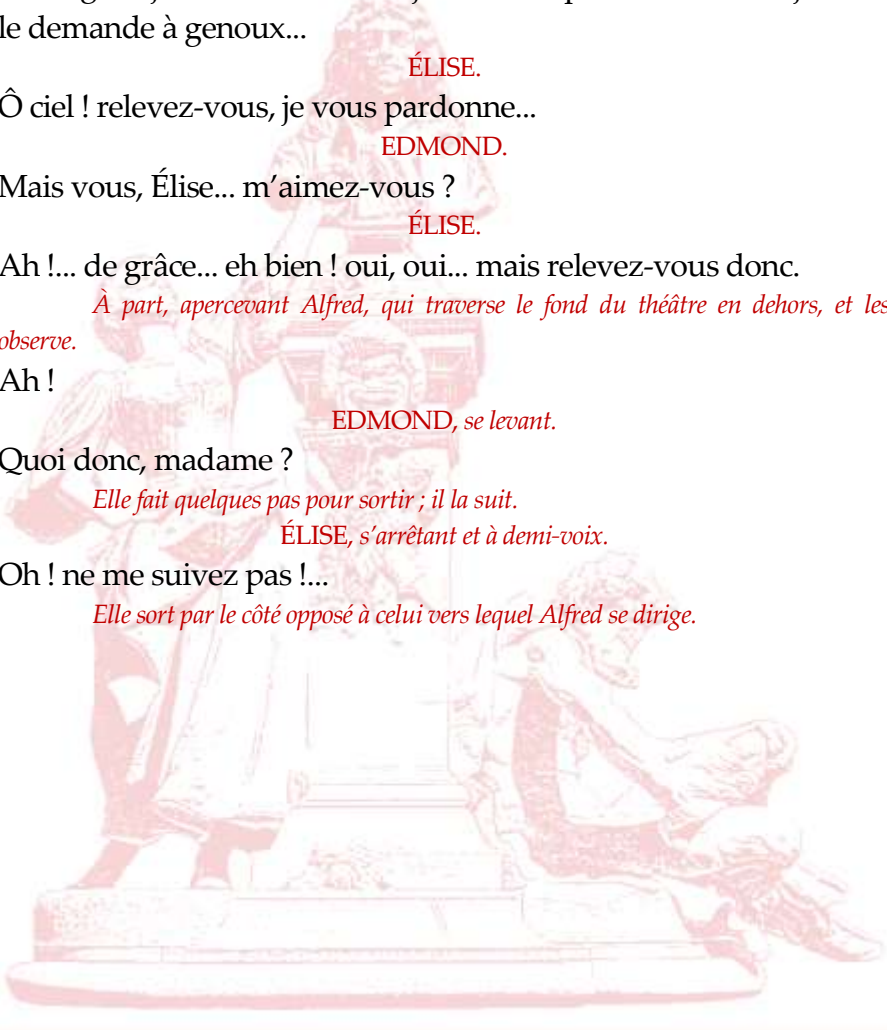 le demande à genoux...
ÉLISE.
Ô ciel ! relevez-vous, je vous pardonne...
EDMOND.
Mais vous, Élise... m’aimez-vous ?
ÉLISE.
Ah !... de grâce... eh bien ! oui, oui... mais relevez-vous donc.
À part, apercevant Alfred, qui traverse le fond du théâtre en dehors, et les
observe.
Ah !
EDMOND, se levant.
Quoi donc, madame ?
Elle fait quelques pas pour sortir ; il la suit.
ÉLISE, s’arrêtant et à demi-voix.
Oh ! ne me suivez pas !...
Elle sort par le côté opposé à celui vers lequel Alfred se dirige.